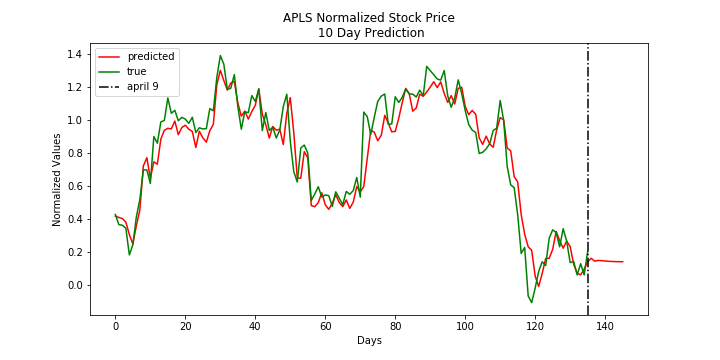 APLS Normalized Stock Price
10 Day Prediction
predicted
true
april 9
Normalized Values
1.4
1.2
1.0
0.8
0.6
0.4
0.2
0.0
0 20 40 60 80 100 120 140
Days